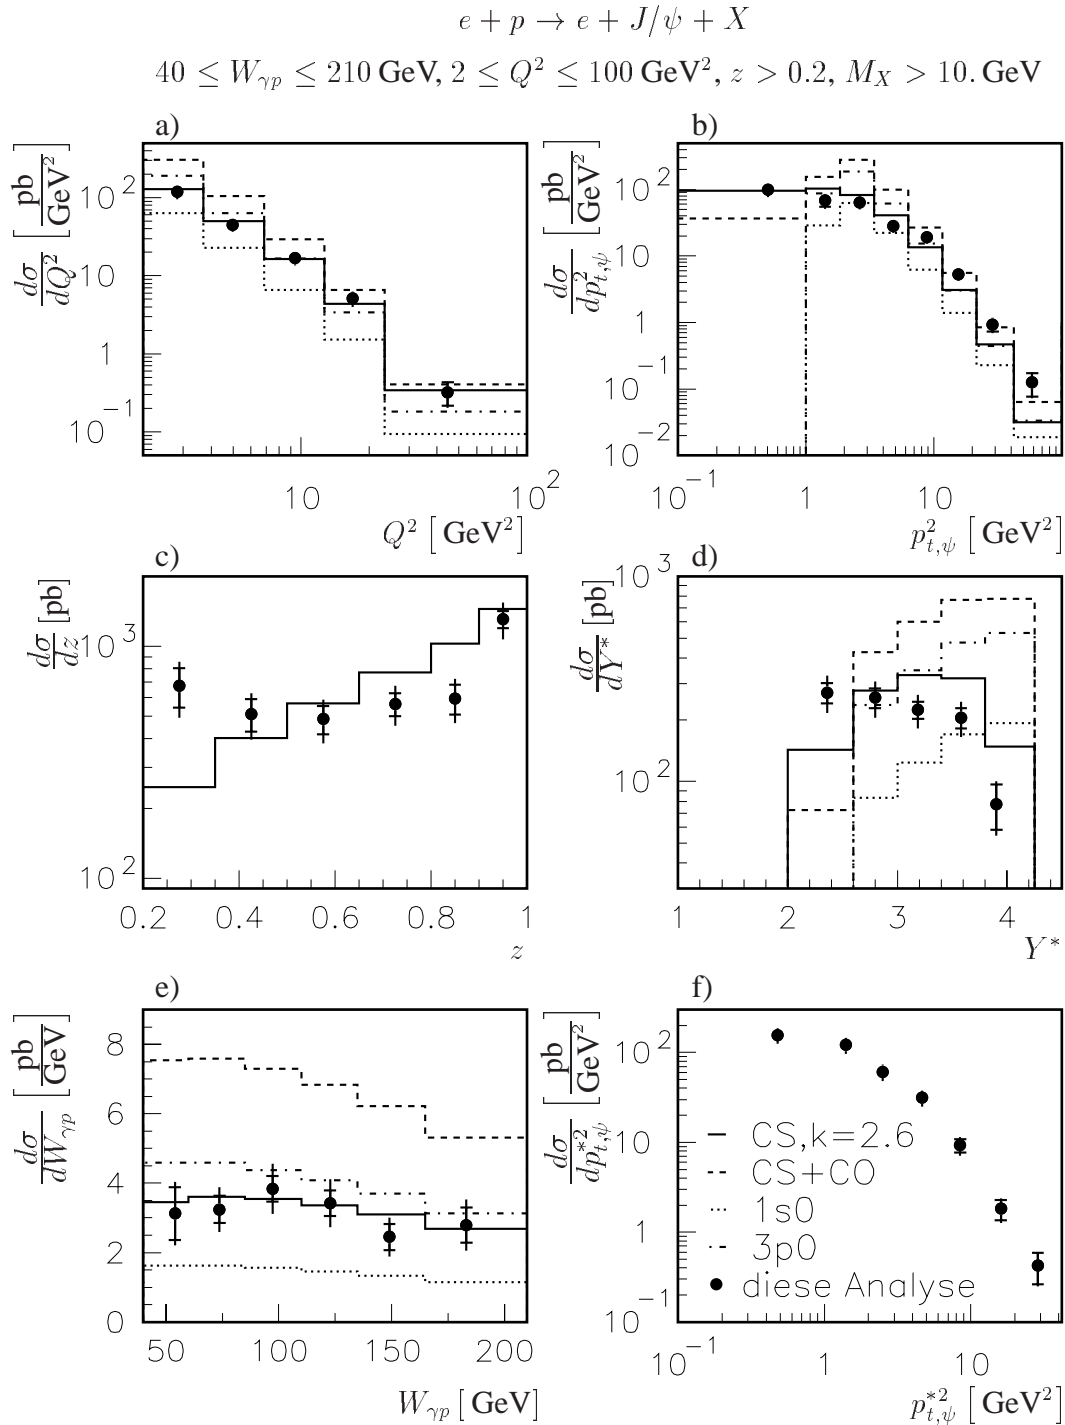 e + p → e + J/ψ + X
40 ≤ W_γp ≤ 210 GeV, 2 ≤ Q² ≤ 100 GeV², z > 0.2, M_X > 10. GeV
a)
dσ/dQ² [pb/GeV²]
10²
10
1
10⁻¹
10
10²
Q² [GeV²]
b)
dσ/dp²_t,ψ [pb/GeV²]
10²
10
1
10⁻¹
10⁻²
10⁻¹
1
10
p²_t,ψ [GeV²]
c)
dσ/dz [pb]
10³
10²
0.2 0.4 0.6 0.8 1
z
d)
dσ/dY* [pb]
10³
10²
1 2 3 4
Y*
e)
dσ/dW_γp [pb/GeV]
8
6
4
2
0
50 100 150 200
W_γp [GeV]
f)
dσ/dp*²_t,ψ [pb/GeV²]
10²
10
1
10⁻¹
CS,k=2.6
CS+CO
1s0
3p0
diese Analyse
10⁻¹
1
10
p*²_t,ψ [GeV²]